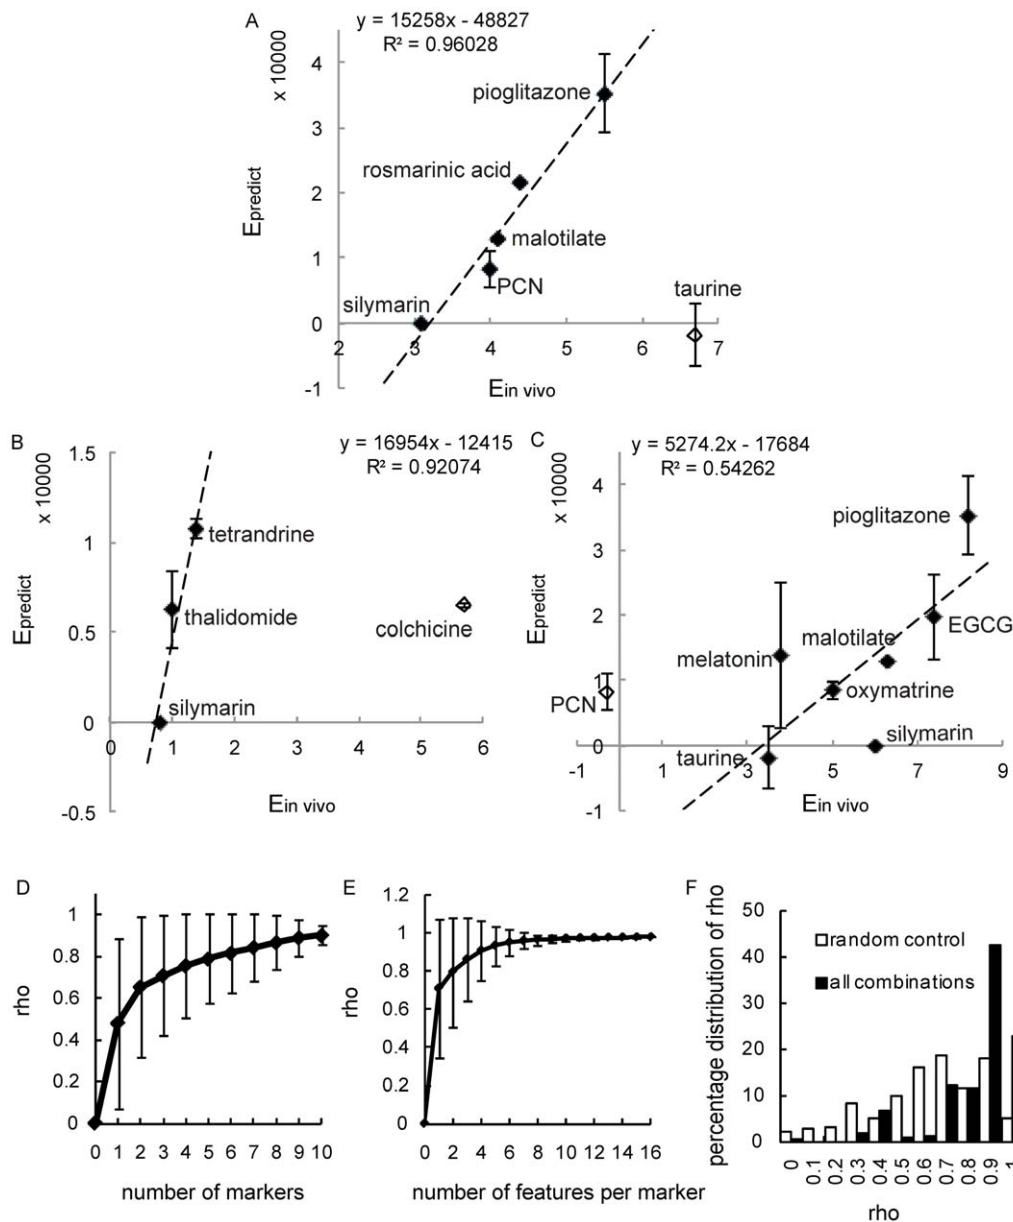 A
y = 15258x - 48827
R² = 0.96028
x 10000
Epredict
4
3
2
1
0
-1
pioglitazone
rosmarinic acid
malotilate
PCN
silymarin
taurine
2 3 4 5 6 7
Ein vivo
B
y = 16954x - 12415
R² = 0.92074
x 10000
Epredict
1.5
1
0.5
0
-0.5
tetrandrine
thalidomide
colchicine
silymarin
0 1 2 3 4 5 6
Ein vivo
C
y = 5274.2x - 17684
R² = 0.54262
x 10000
Epredict
4
3
2
1
0
-1
pioglitazone
EGCG
malotilate
melatonin
oxymatrine
PCN
silymarin
taurine
-1 1 3 5 7 9
Ein vivo
D
rho
1
0.8
0.6
0.4
0.2
0
0 1 2 3 4 5 6 7 8 9 10
number of markers
E
rho
1.2
1
0.8
0.6
0.4
0.2
0
0 2 4 6 8 10 12 14 16
number of features per marker
F
percentage distribution of rho
50
40
30
20
10
0
random control
all combinations
0 0.1 0.2 0.3 0.4 0.5 0.6 0.7 0.8 0.9 1
rho